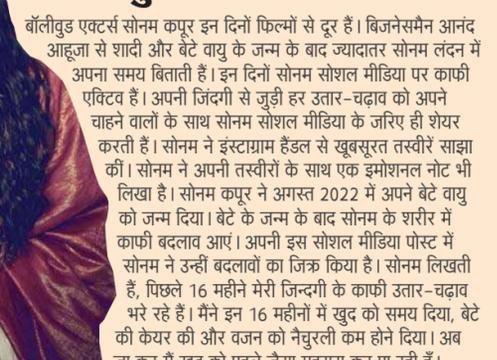 बॉलीवुड एक्टर्स सोनम कपूर इन दिनों फिल्मों से दूर हैं। बिजनेसमैन आनंद
आहूजा से शादी और बेटे वायु के जन्म के बाद ज्यादातर सोनम लंदन में
अपना समय बिताती हैं। इन दिनों सोनम सोशल मीडिया पर काफी
एक्टिव हैं। अपनी जिंदगी से जुड़ी हर उतार-चढ़ाव को अपने
चाहने वालों के साथ सोनम सोशल मीडिया के जरिए ही शेयर
करती हैं। सोनम ने इंस्टाग्राम हैंडल से खूबसूरत तस्वीरें साझा
कीं। सोनम ने अपनी तस्वीरों के साथ एक इमोशनल नोट भी
लिखा है। सोनम कपूर ने अगस्त 2022 में अपने बेटे वायु
को जन्म दिया। बेटे के जन्म के बाद सोनम के शरीर में
काफी बदलाव आएं। अपनी इस सोशल मीडिया पोस्ट में
सोनम ने उन्हीं बदलावों का जिक्र किया है। सोनम लिखती
हैं, पिछले 16 महीने मेरी जिन्दगी के काफी उतार-चढ़ाव
भरे रहे हैं। मैंने इन 16 महीनों में खुद को समय दिया, बेटे
की केयर की और वजन को नैचुरली कम होने दिया। अब